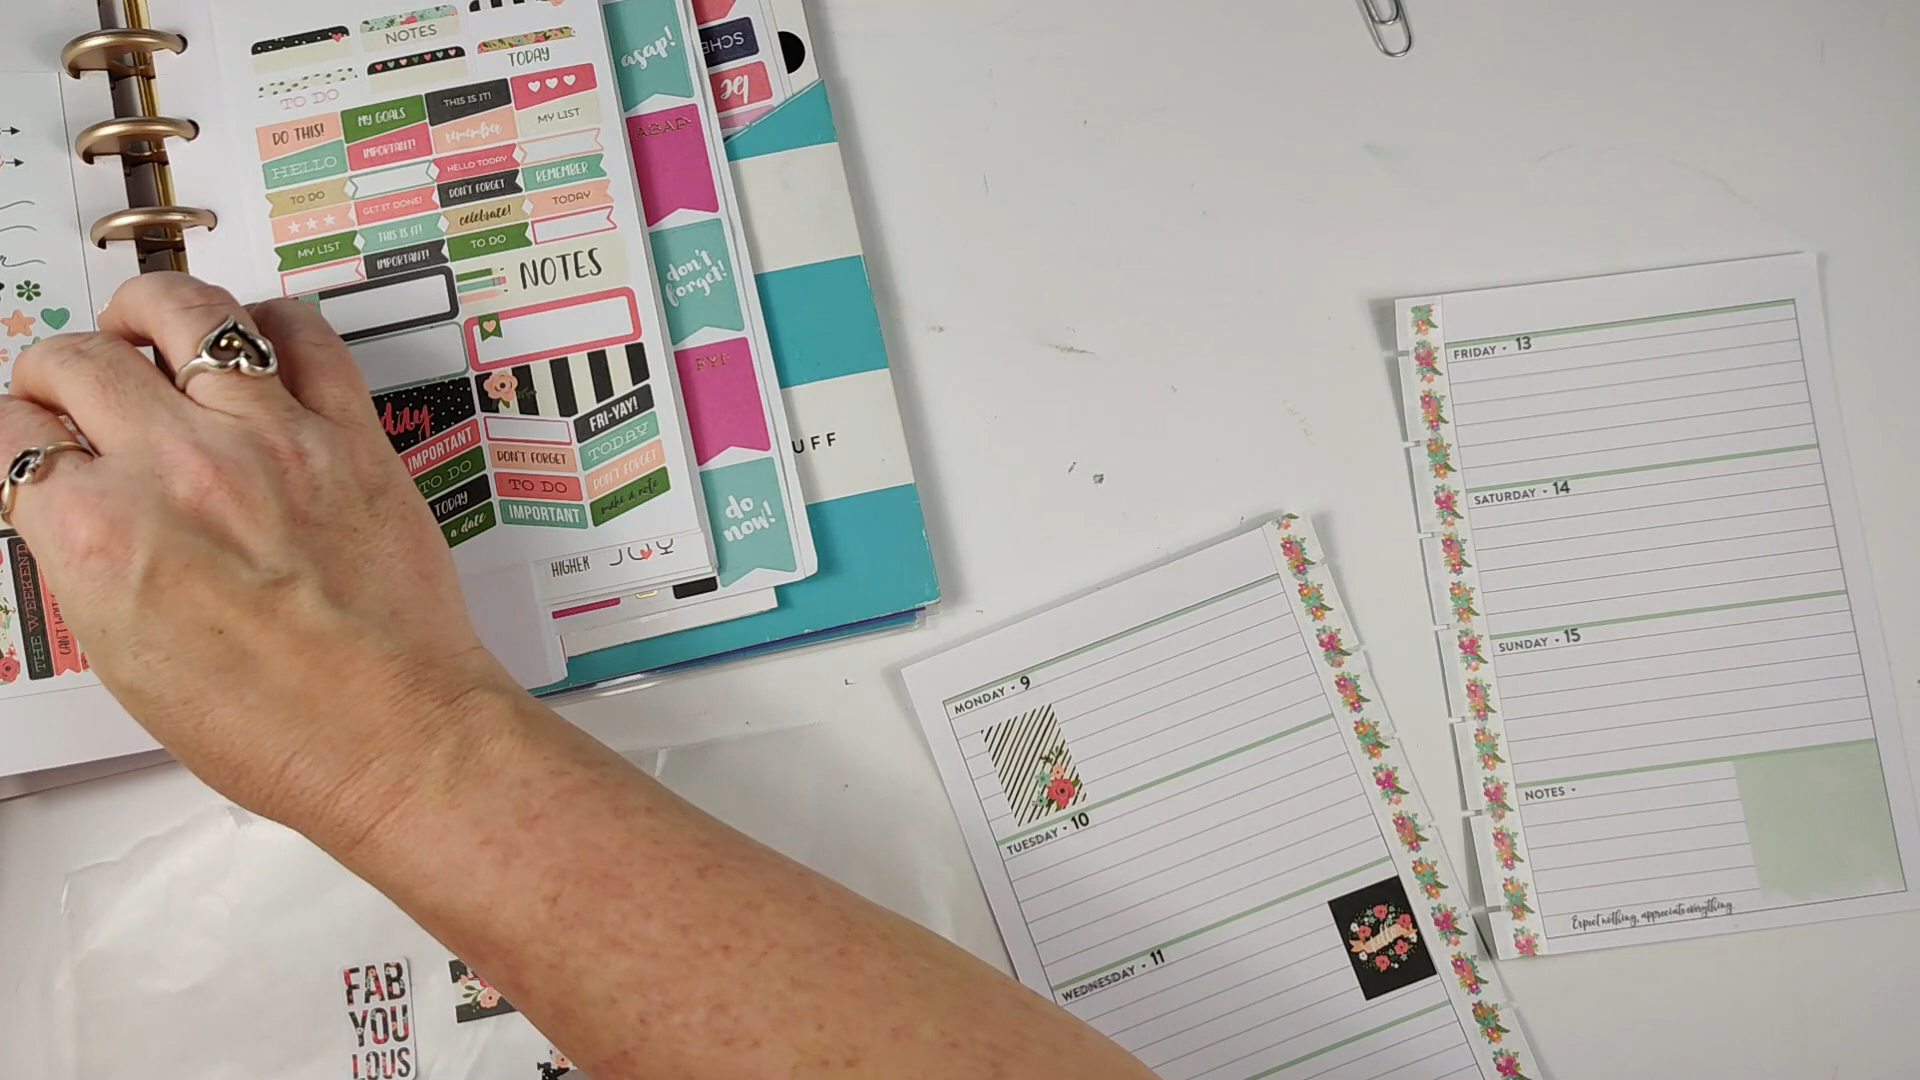 NOTES
TODAY
TO DO
DO THIS!
MY GOALS
THIS IS IT!
HELLO
IMPORTANT!
remember
MY LIST
TO DO
HELLO TODAY
GET IT DONE!
DON'T FORGET
REMEMBER
MY LIST
THIS IS IT!
celebrate!
TODAY
IMPORTANT!
TO DO
NOTES
day
IMPORTANT
DON'T FORGET
FRI-YAY!
TO DO
TO DO
TODAY
TODAY
IMPORTANT
DON'T FORGET
a date
make a note
HIGHER JOY
asap!
ASAP
don't forget!
FYI
do now!
SCHE
UFF
THE WEEKEND
FAB
YOU
LOUS
MONDAY • 9
TUESDAY • 10
WEDNESDAY • 11
hello
FRIDAY • 13
SATURDAY • 14
SUNDAY • 15
NOTES •
Expect nothing, appreciate everything